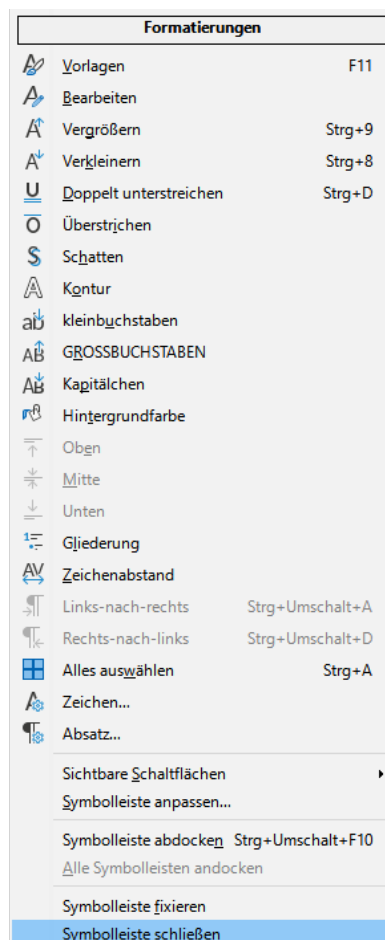 Formatierungen
Vorlagen F11
Bearbeiten
Vergrößern Strg+9
Verkleinern Strg+8
Doppelt unterstreichen Strg+D
Überstrichen
Schatten
Kontur
kleinbuchstaben
GROSSBUCHSTABEN
Kapitälchen
Hintergrundfarbe
Oben
Mitte
Unten
Gliederung
Zeichenabstand
Links-nach-rechts Strg+Umschalt+A
Rechts-nach-links Strg+Umschalt+D
Alles auswählen Strg+A
Zeichen...
Absatz...
Sichtbare Schaltflächen
Symbolleiste anpassen...
Symbolleiste abdocken Strg+Umschalt+F10
Alle Symbolleisten andocken
Symbolleiste fixieren
Symbolleiste schließen